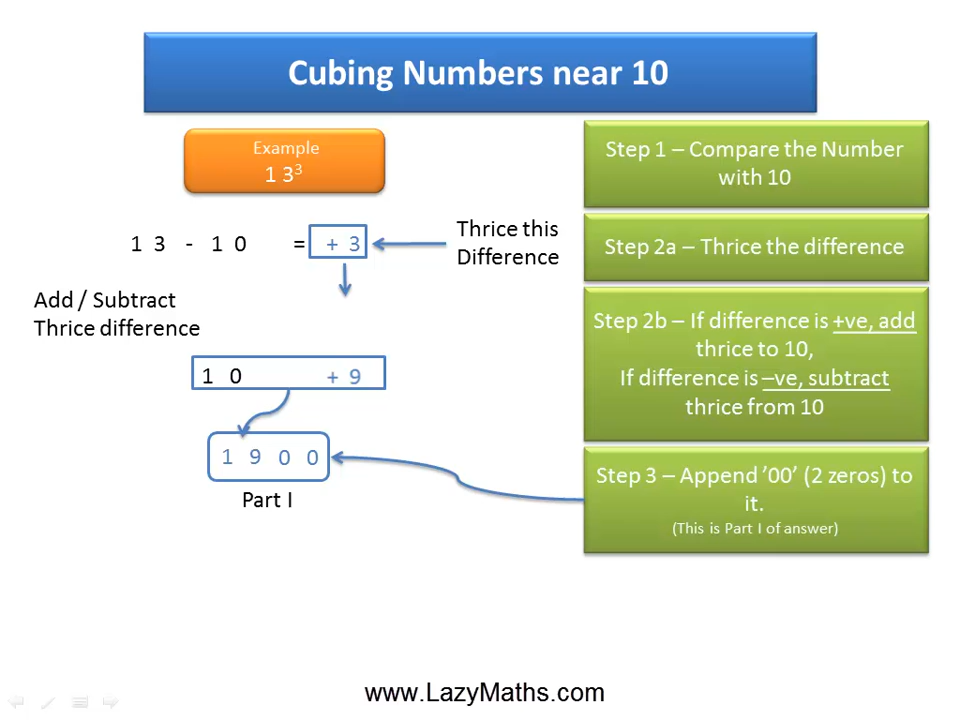 Cubing Numbers near 10
Example
1 3³
1 3 - 1 0 = + 3
Thrice this
Difference
Add / Subtract
Thrice difference
1 0 + 9
1 9 0 0
Part I
Step 1 – Compare the Number
with 10
Step 2a – Thrice the difference
Step 2b – If difference is +ve, add
thrice to 10,
If difference is –ve, subtract
thrice from 10
Step 3 – Append ’00’ (2 zeros) to
it.
(This is Part I of answer)
www.LazyMaths.com